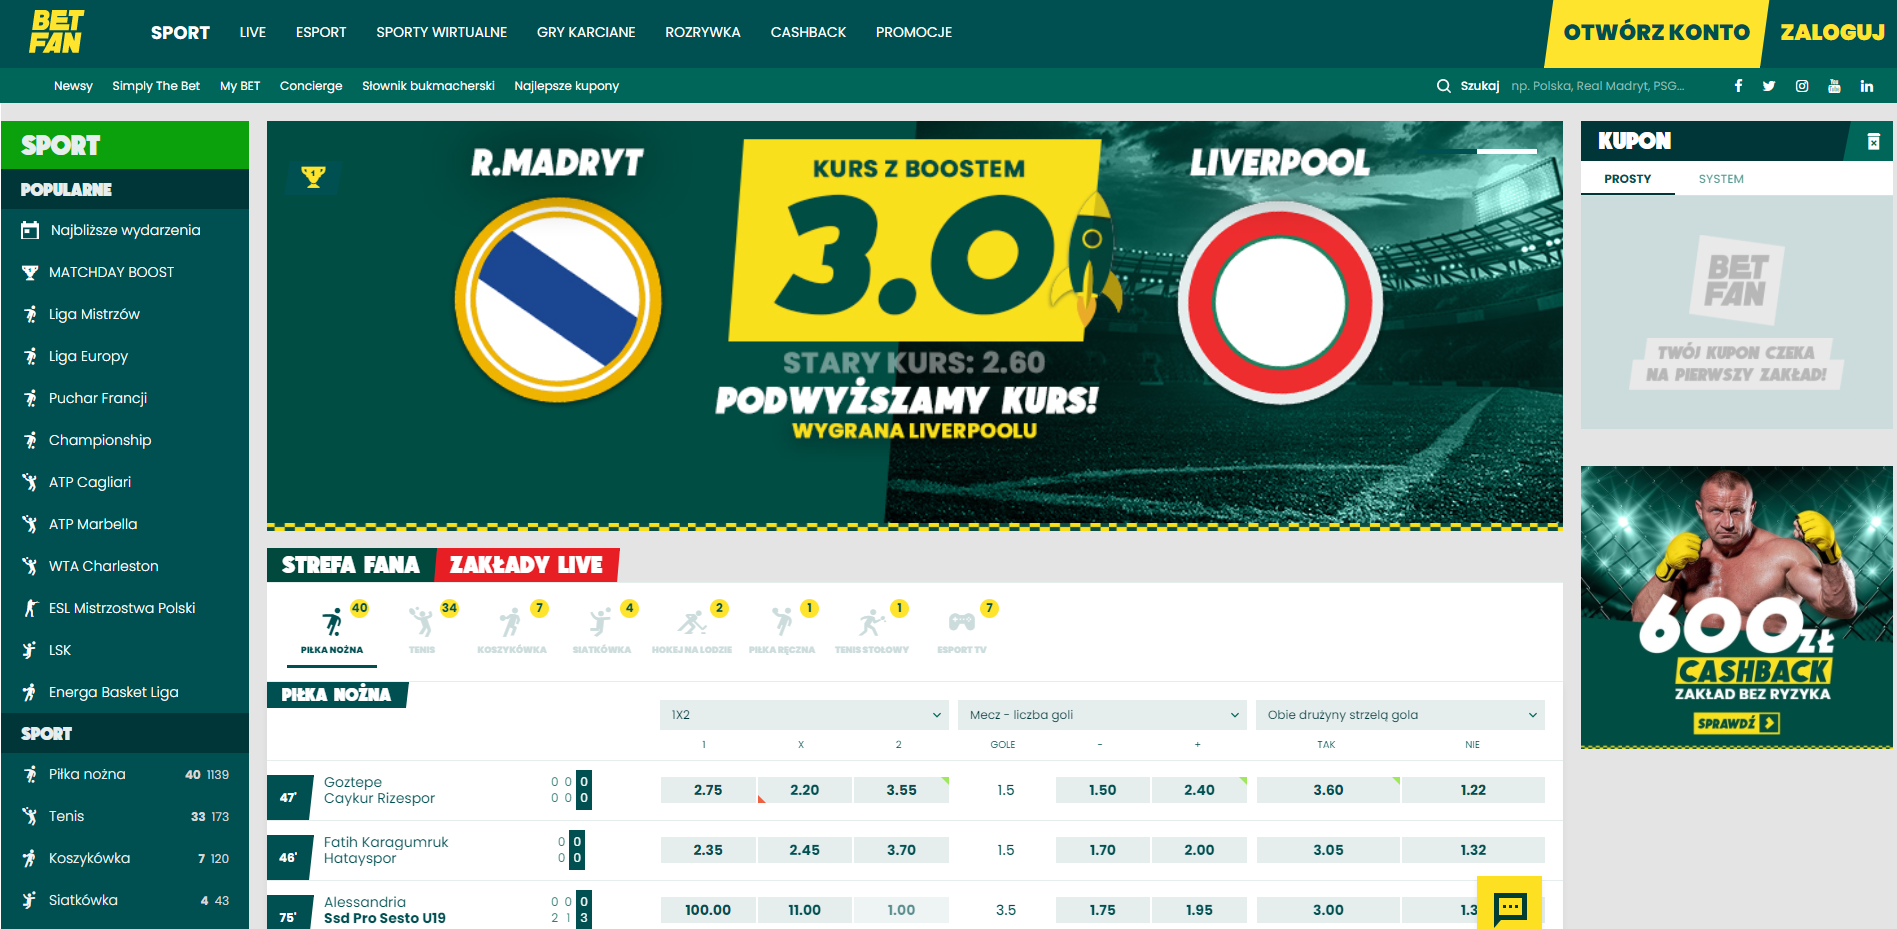 BET
FAN
SPORT LIVE ESPORT SPORTY WIRTUALNE GRY KARCIANE ROZRYWKA CASHBACK PROMOCJE
OTWÓRZ KONTO ZALOGUJ
Newsy Simply The Bet My BET Concierge Słownik bukmacherski Najlepsze kupony
Szukaj np. Polska, Real Madryt, PSG...
SPORT
POPULARNE
Najbliższe wydarzenia
MATCHDAY BOOST
Liga Mistrzów
Liga Europy
Puchar Francji
Championship
ATP Cagliari
ATP Marbella
WTA Charleston
ESL Mistrzostwa Polski
LSK
Energa Basket Liga
SPORT
Piłka nożna 40 1139
Tenis 33 173
Koszykówka 7 120
Siatkówka 4 43
R.MADRYT
KURS Z BOOSTEM
3.0
LIVERPOOL
STARY KURS: 2.60
PODWYŻSZAMY KURS!
WYGRANA LIVERPOOLU
STREFA FANA ZAKŁADY LIVE
40 34 7 4 2 1 1 7
PIŁKA NOŻNA TENIS KOSZYKÓWKA SIATKÓWKA HOKEJ NA LODZIE PIŁKA RĘCZNA TENIS STOŁOWY ESPORT TV
PIŁKA NOŻNA
1X2 Mecz - liczba goli Obie drużyny strzelą gola
1 X 2 GOLE - + TAK NIE
47'
Goztepe 0 0 0
Caykur Rizespor 0 0 0
2.75 2.20 3.55 1.5 1.50 2.40 3.60 1.22
46'
Fatih Karagumruk 0 0
Hatayspor 0 0
2.35 2.45 3.70 1.5 1.70 2.00 3.05 1.32
75'
Alessandria 0 0 0
Ssd Pro Sesto U19 2 1 3
100.00 11.00 1.00 3.5 1.75 1.95 3.00
KUPON
PROSTY SYSTEM
BET
FAN
TWÓJ KUPON CZEKA
NA PIERWSZY ZAKŁAD!
600 ZŁ
CASHBACK
ZAKŁAD BEZ RYZYKA
SPRAWDŹ